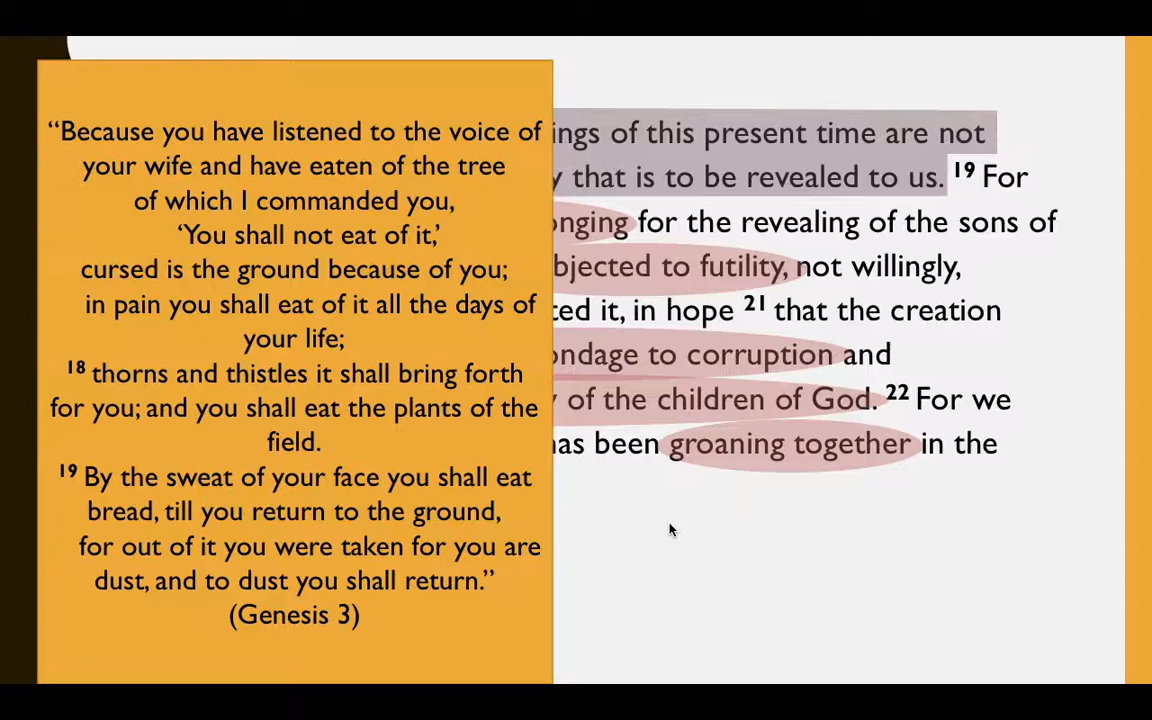 “Because you have listened to the voice of
your wife and have eaten of the tree
of which I commanded you,
‘You shall not eat of it,’
cursed is the ground because of you;
in pain you shall eat of it all the days of
your life;
18 thorns and thistles it shall bring forth
for you; and you shall eat the plants of the
field.
19 By the sweat of your face you shall eat
bread, till you return to the ground,
for out of it you were taken for you are
dust, and to dust you shall return.”
(Genesis 3)
ings of this present time are not
y that is to be revealed to us. 19 For
onging for the revealing of the sons of
bjected to futility, not willingly,
ted it, in hope 21 that the creation
ondage to corruption and
y of the children of God. 22 For we
has been groaning together in the